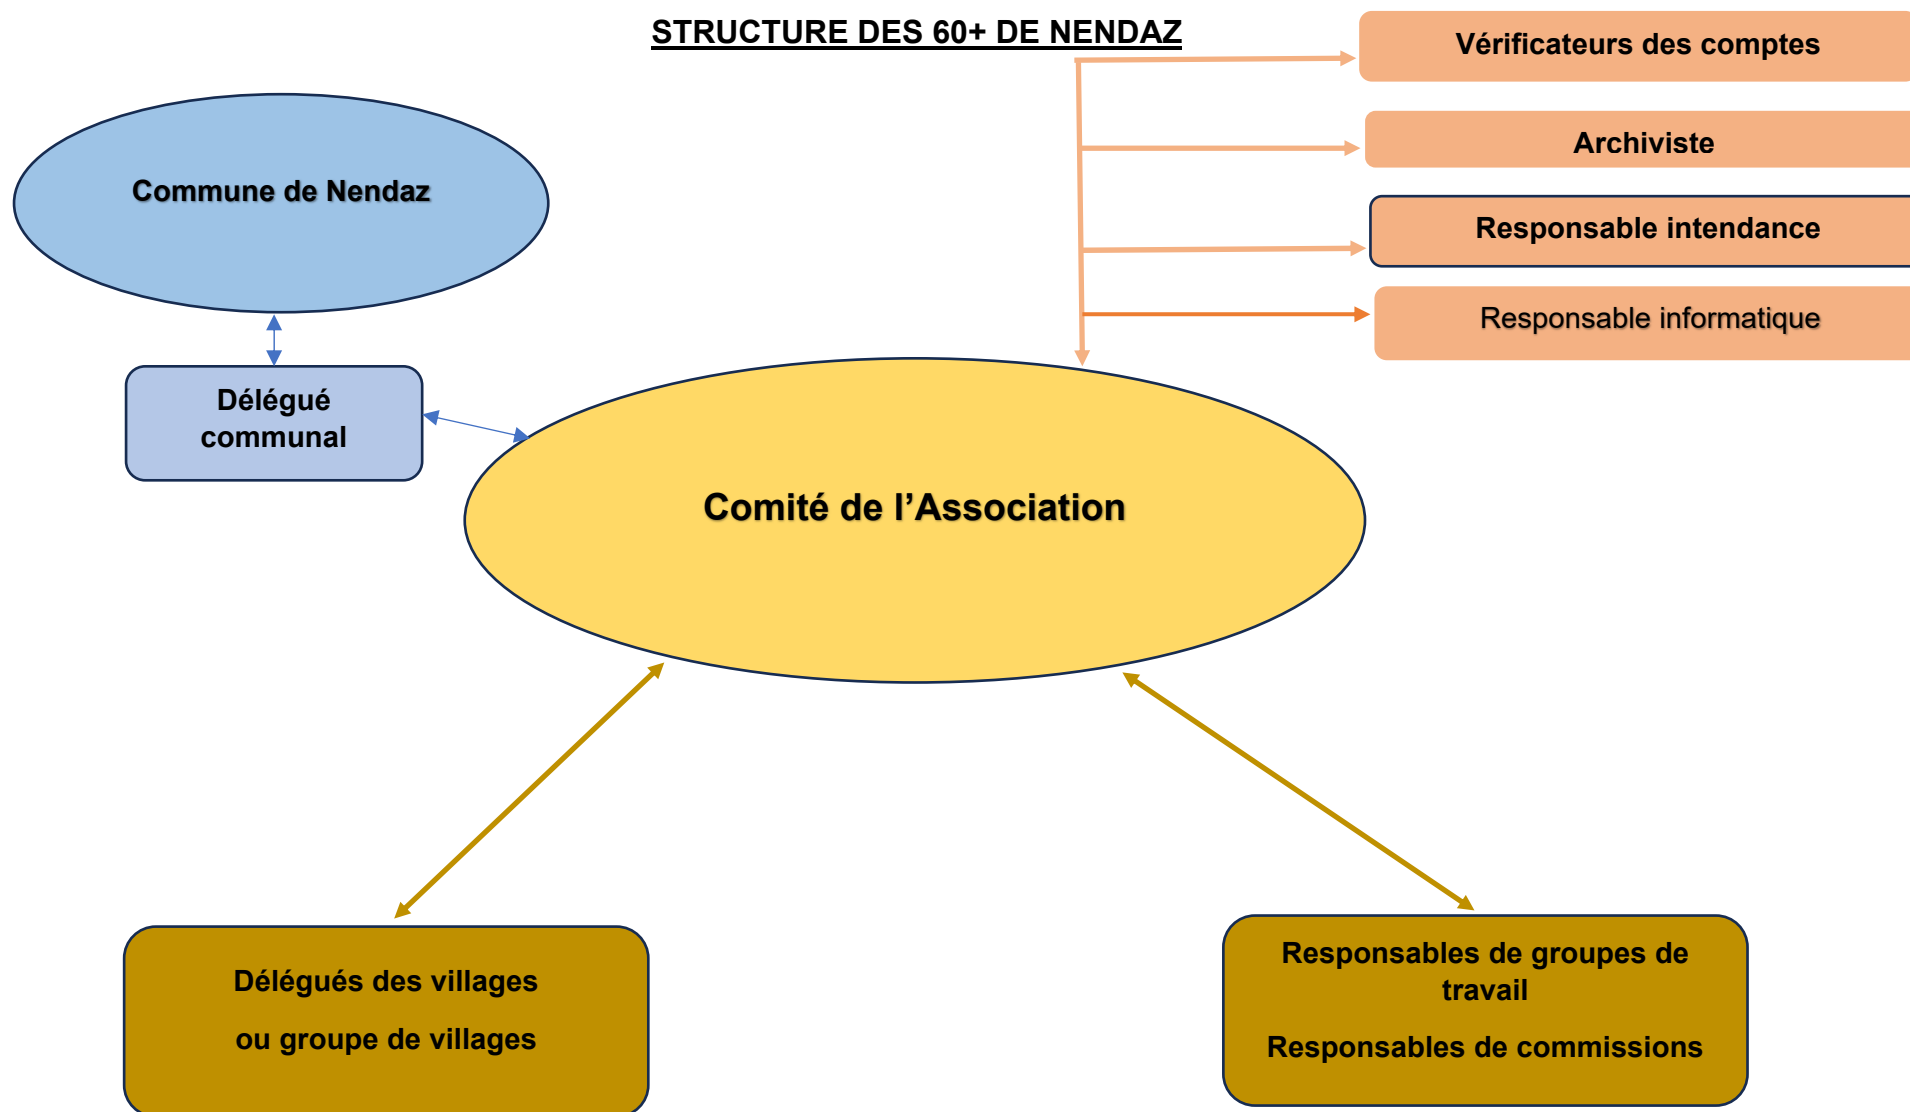 STRUCTURE DES 60+ DE NENDAZ
Vérificateurs des comptes
Archiviste
Commune de Nendaz
Responsable intendance
Responsable informatique
Délégué
communal
Comité de l’Association
Délégués des villages
ou groupe de villages
Responsables de groupes de
travail
Responsables de commissions